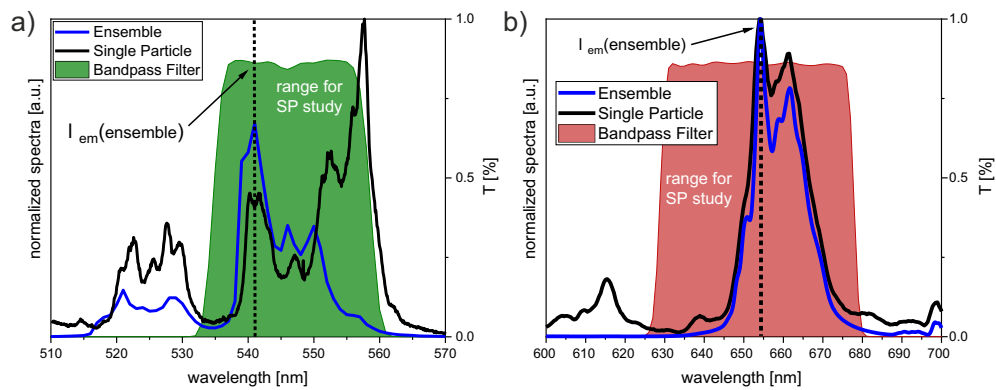 a)
Ensemble
Single Particle
Bandpass Filter
I em(ensemble)
range for
SP study
normalized spectra [a.u.]
T [%]
1.0
0.5
0.0
510 520 530 540 550 560 570
wavelength [nm]
b)
I em(ensemble)
Ensemble
Single Particle
Bandpass Filter
range for
SP study
normalized spectra [a.u.]
T [%]
1.0
0.5
0.0
600 610 620 630 640 650 660 670 680 690 700
wavelength [nm]